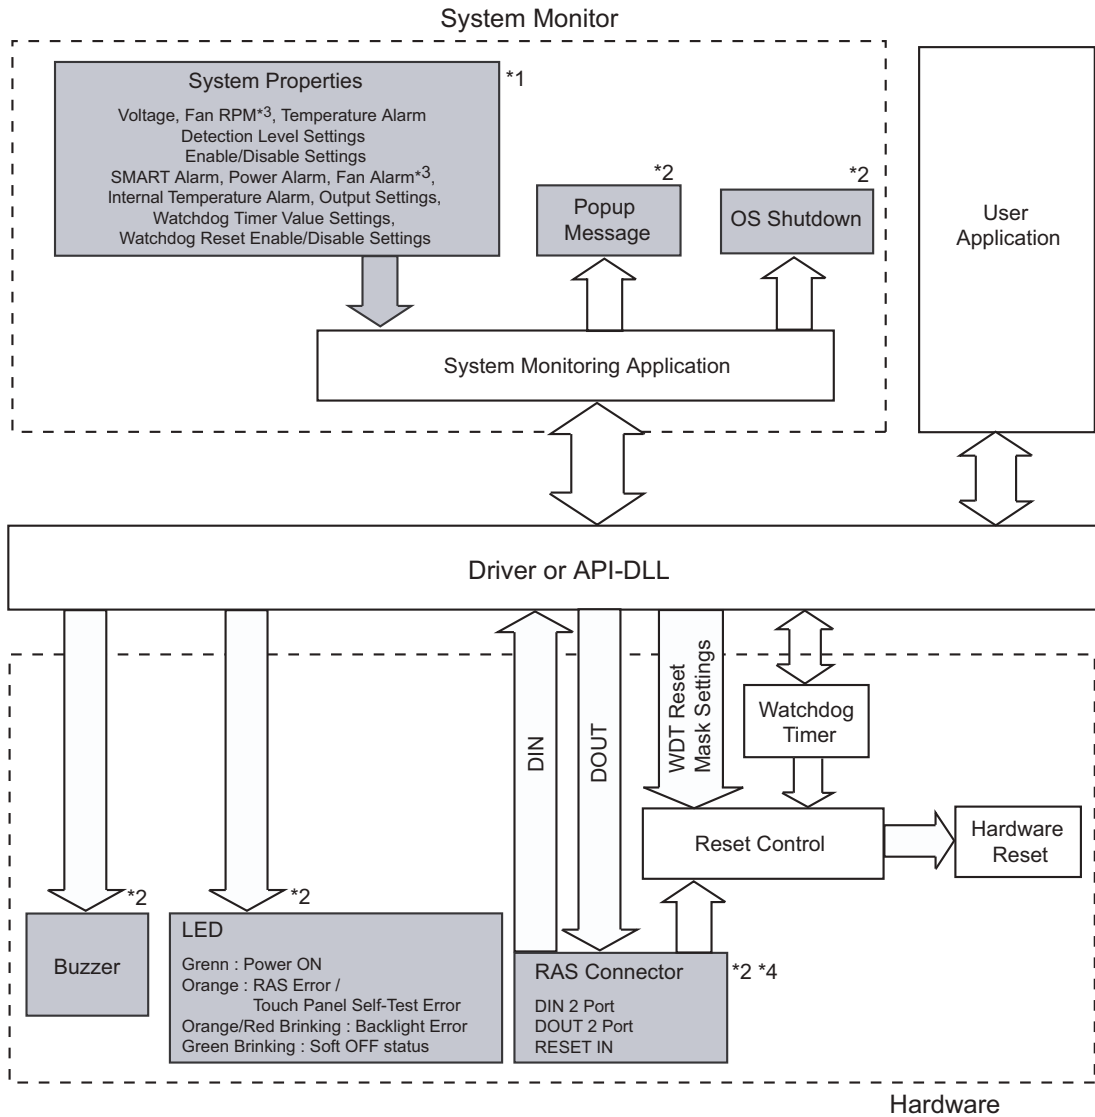 System Monitor
System Properties
*1
Voltage, Fan RPM*3, Temperature Alarm
Detection Level Settings
Enable/Disable Settings
SMART Alarm, Power Alarm, Fan Alarm*3,
Internal Temperature Alarm, Output Settings,
Watchdog Timer Value Settings,
Watchdog Reset Enable/Disable Settings
*2
Popup
Message
*2
OS Shutdown
User
Application
System Monitoring Application
Driver or API-DLL
DIN
DOUT
WDT Reset
Mask Settings
Watchdog
Timer
Reset Control
Hardware
Reset
*2
Buzzer
*2
LED
Grenn : Power ON
Orange : RAS Error /
Touch Panel Self-Test Error
Orange/Red Brinking : Backlight Error
Green Brinking : Soft OFF status
RAS Connector
*2 *4
DIN 2 Port
DOUT 2 Port
RESET IN
Hardware